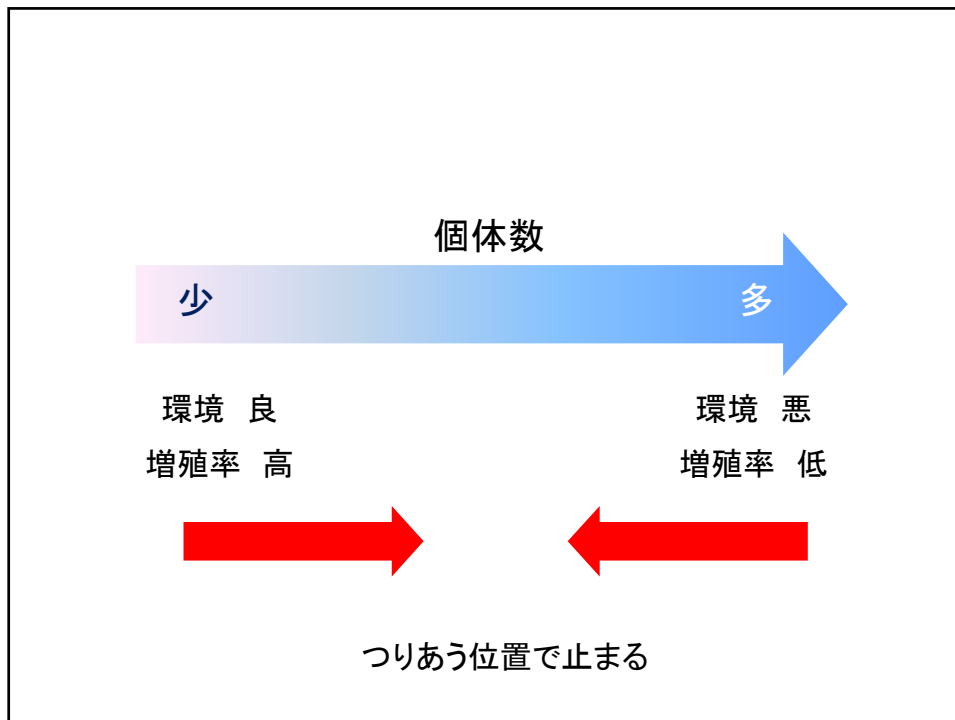 個体数
少 多
環境　良 環境　悪
増殖率　高 増殖率　低
つりあう位置で止まる